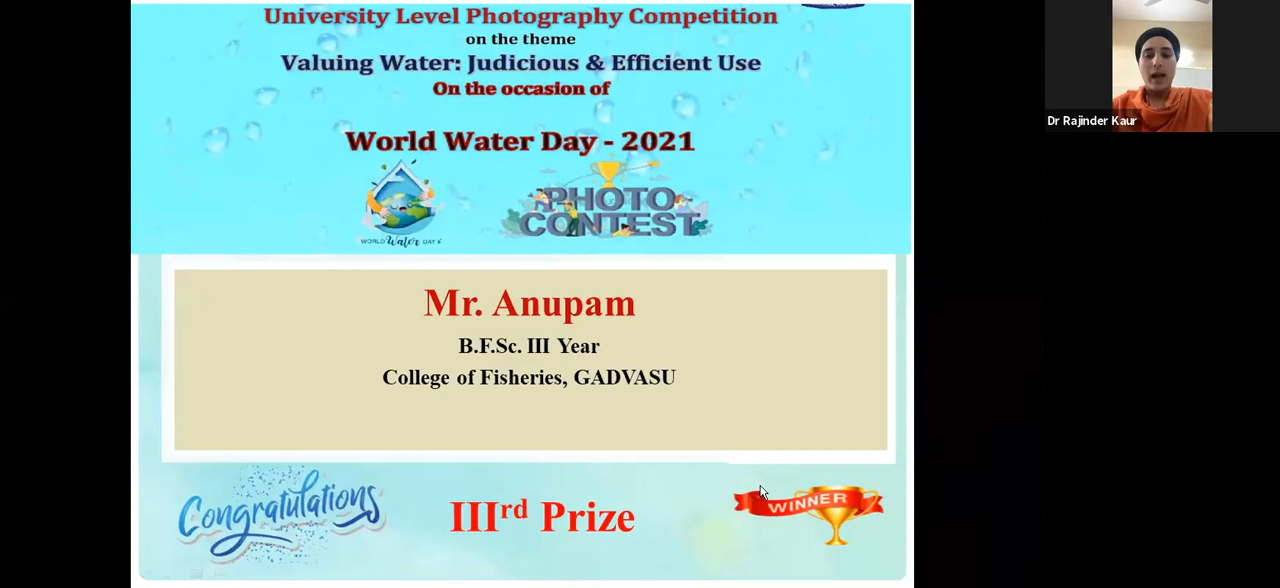 University Level Photography Competition
on the theme
Valuing Water: Judicious & Efficient Use
On the occasion of
World Water Day - 2021
WORLD Water DAY
PHOTO
CONTEST
Mr. Anupam
B.F.Sc. III Year
College of Fisheries, GADVASU
Congratulations
IIIrd Prize
WINNER
Dr Rajinder Kaur